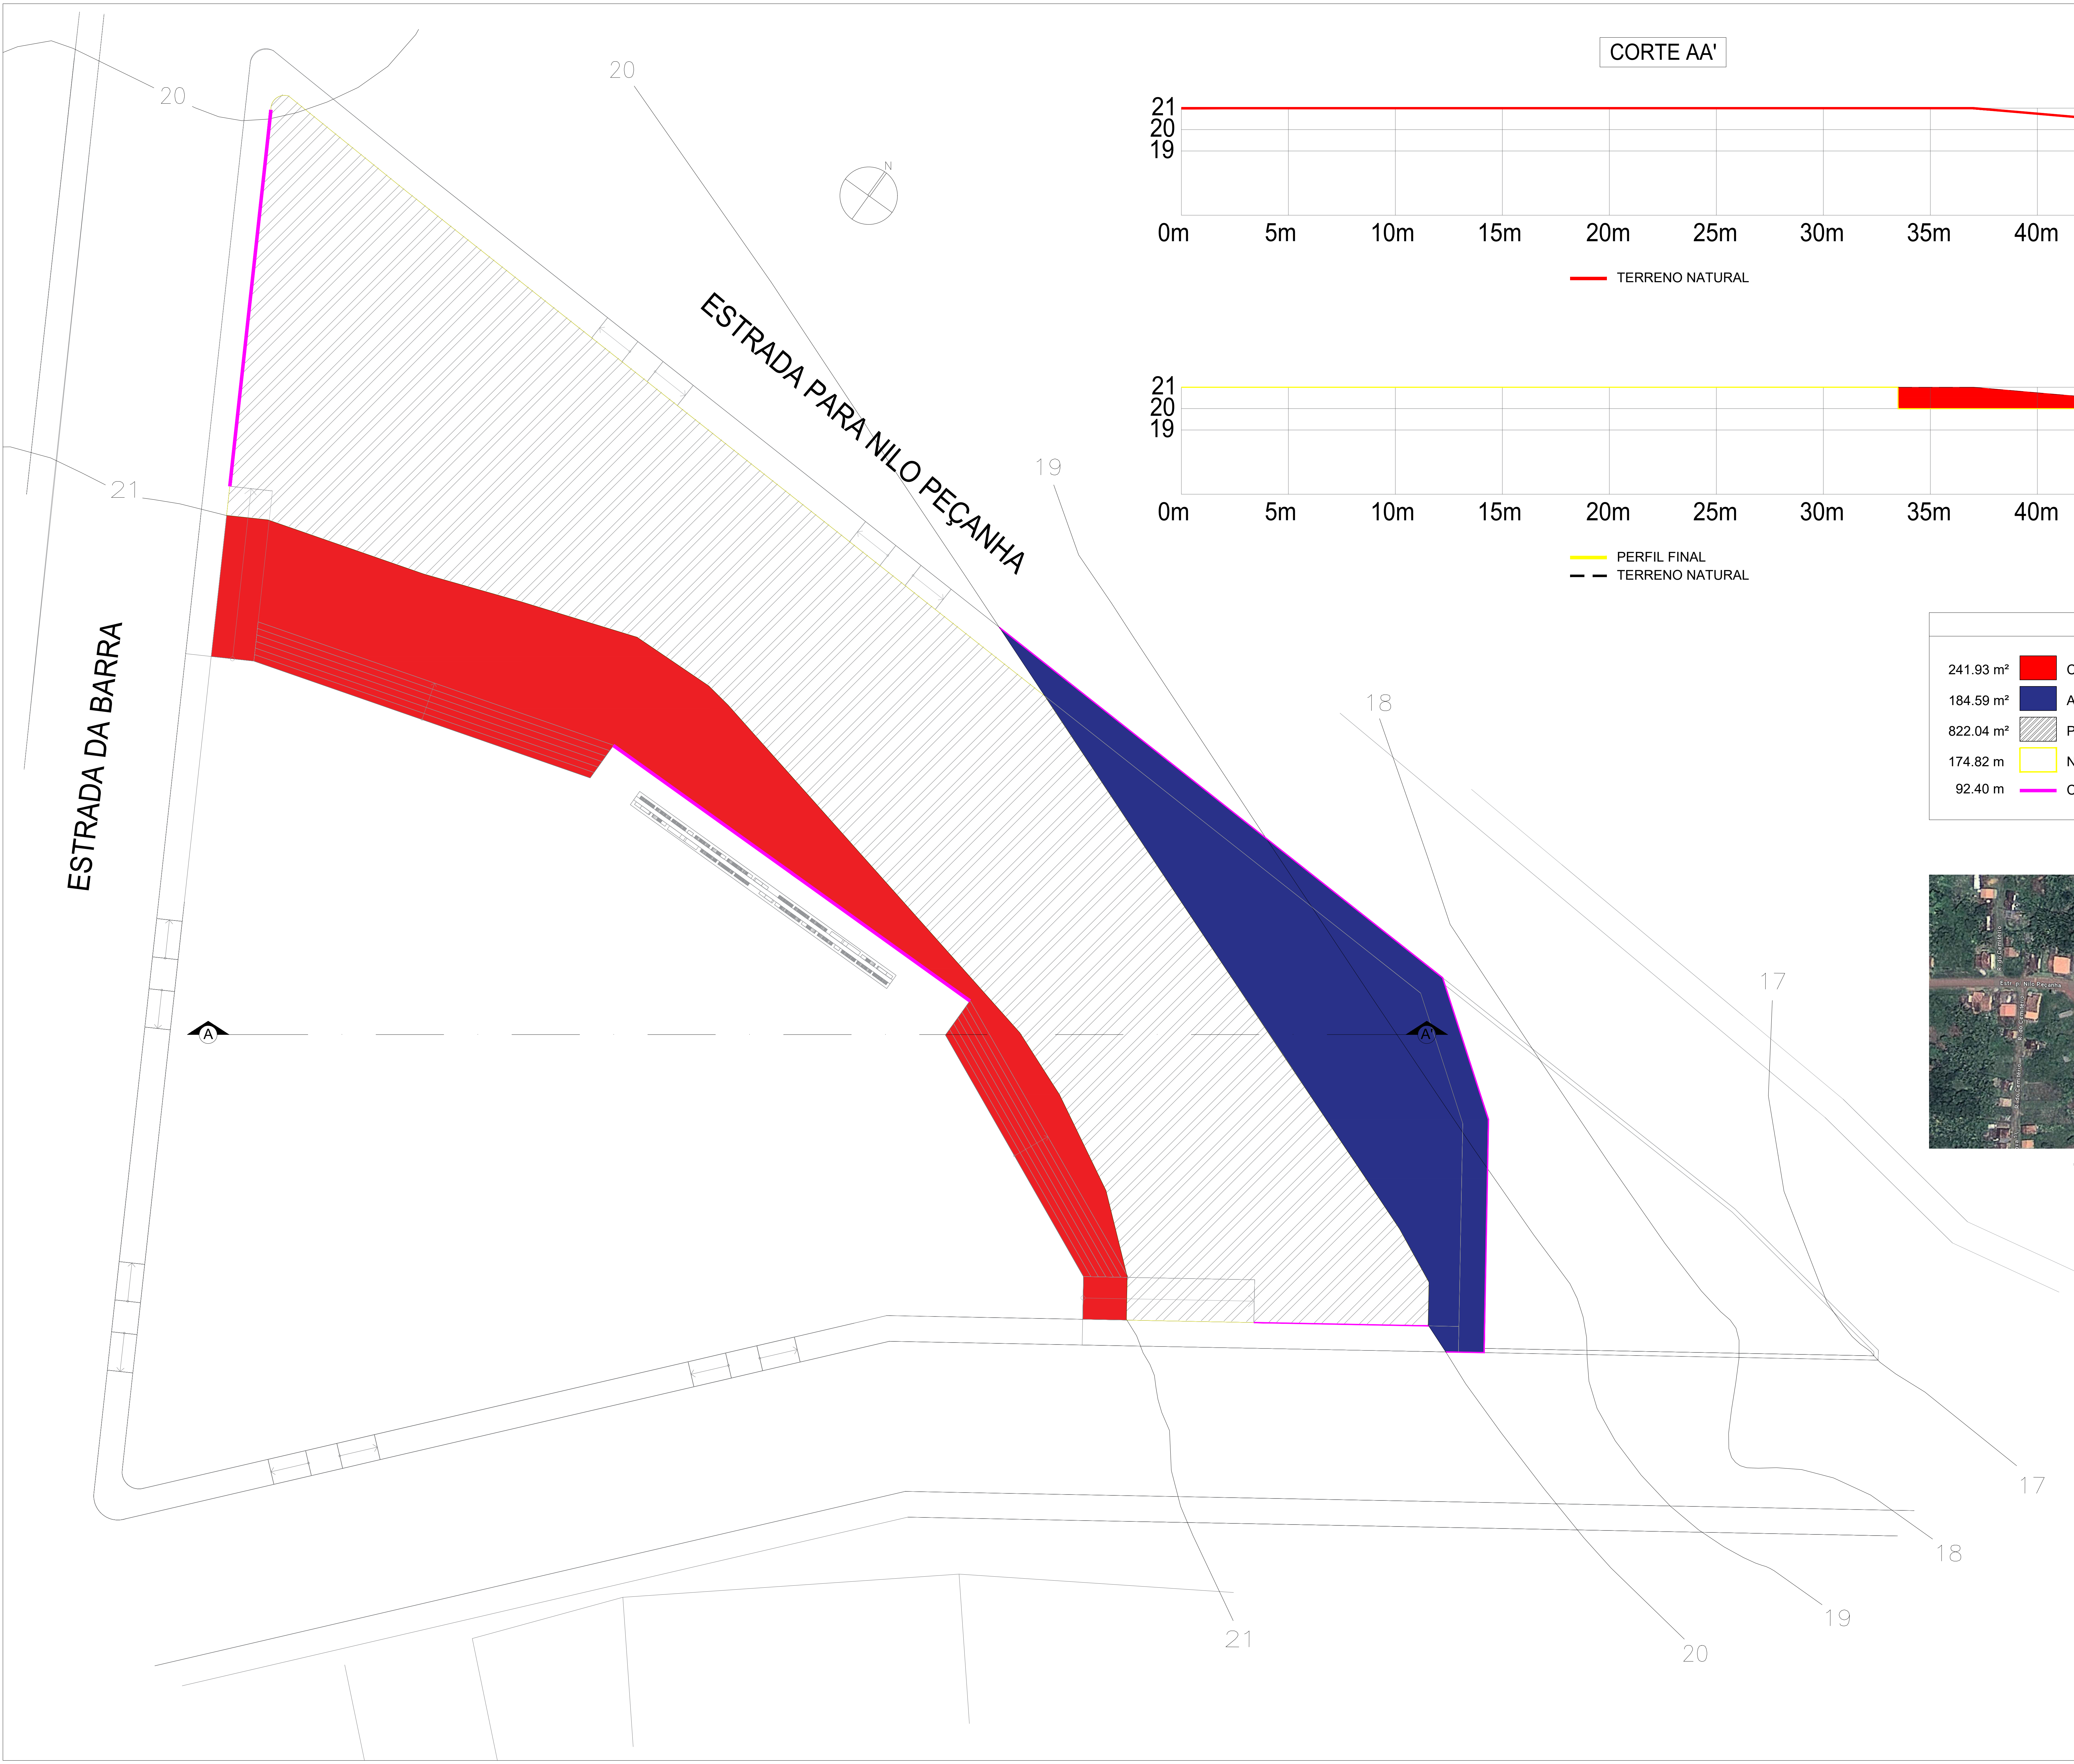 CORTE AA'
20
20
N
21
20
19
0m 5m 10m 15m 20m 25m 30m 35m 40m
TERRENO NATURAL
ESTRADA PARA NILO PEÇANHA
21
20
19
0m 5m 10m 15m 20m 25m 30m 35m 40m
PERFIL FINAL
TERRENO NATURAL
19
21
ESTRADA DA BARRA
241.93 m² C
184.59 m² A
822.04 m² P
174.82 m N
92.40 m C
18
17
Estr. p. Nilo Peçanha
A
A'
17
18
19
20
21